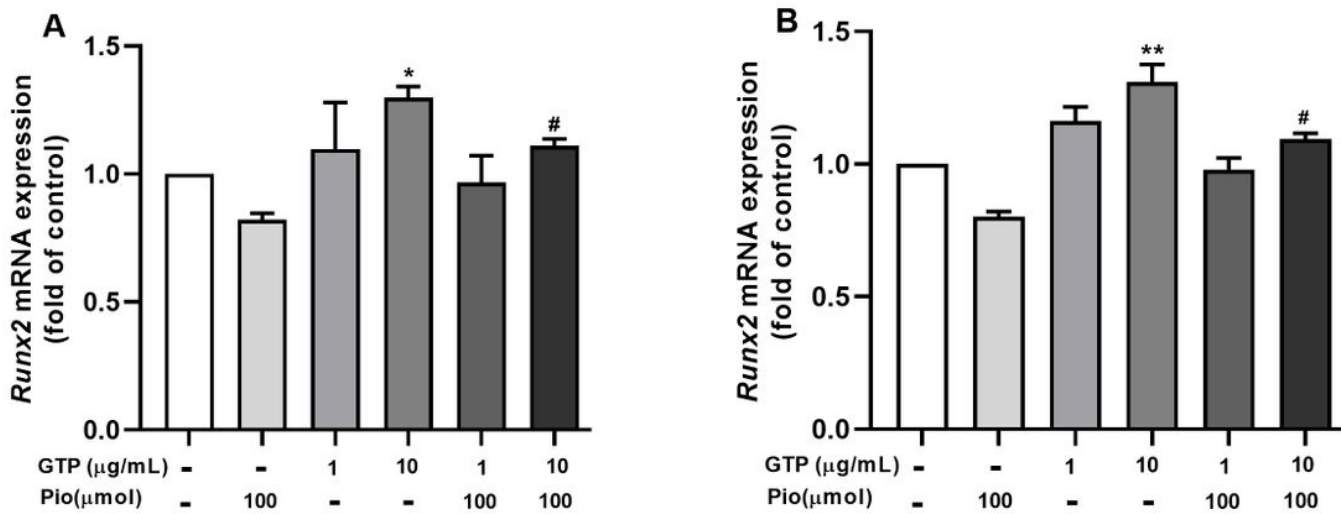 A
Runx2 mRNA expression
(fold of control)
1.5
1.0
0.5
0.0
*
#
GTP (μg/mL) - - 1 10 1 10
Pio(μmol) - 100 - - 100 100
B
Runx2 mRNA expression
(fold of control)
1.5
1.0
0.5
0.0
**
#
GTP (μg/mL) - - 1 10 1 10
Pio(μmol) - 100 - - 100 100